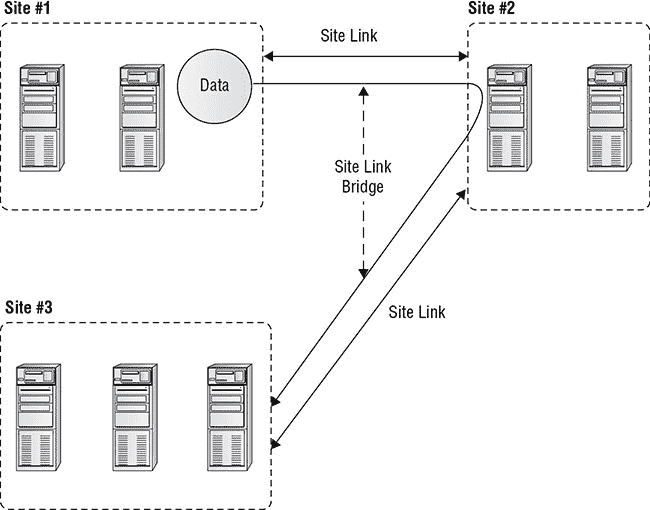 Site #1
Site #2
Site Link
Data
Site Link
Bridge
Site #3
Site Link